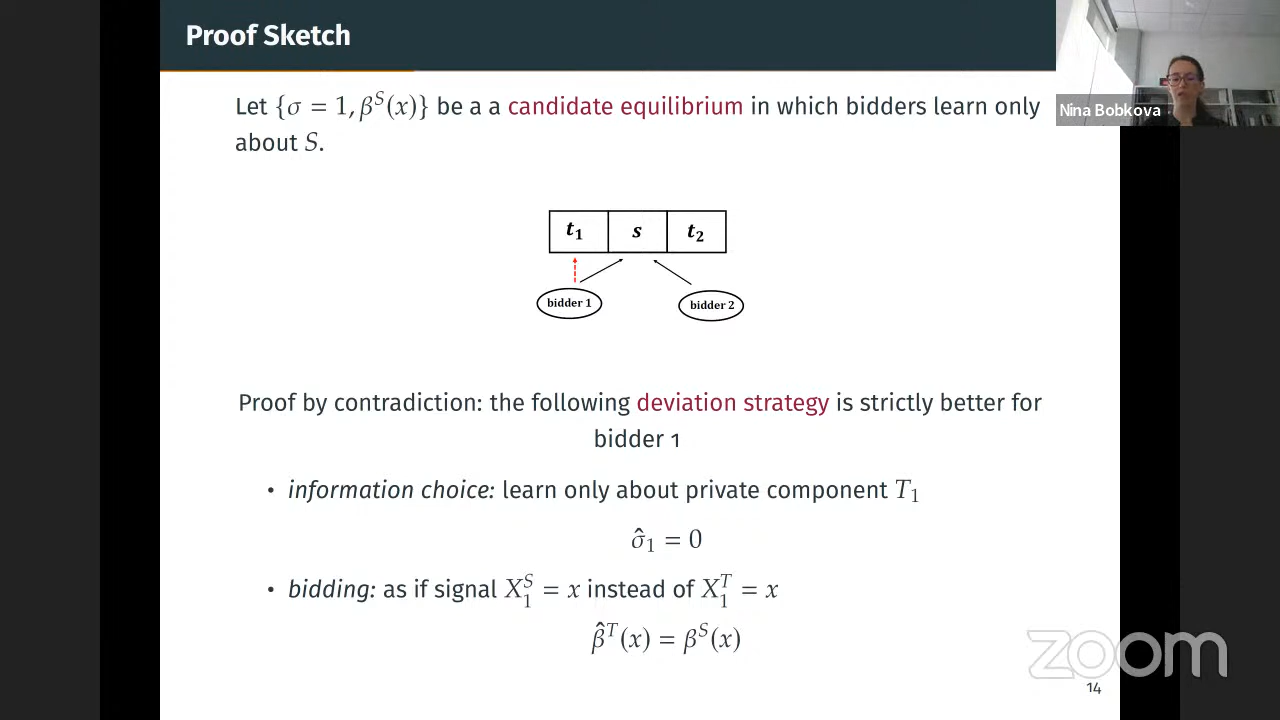 Proof Sketch
Nina Bobkova
Let {σ = 1, β^S(x)} be a a candidate equilibrium in which bidders learn only
about S.
t₁ s t₂
bidder 1 bidder 2
Proof by contradiction: the following deviation strategy is strictly better for
bidder 1
• information choice: learn only about private component T₁
σ̂₁ = 0
• bidding: as if signal X₁^S = x instead of X₁^T = x
β̂^T(x) = β^S(x)
zoom
14